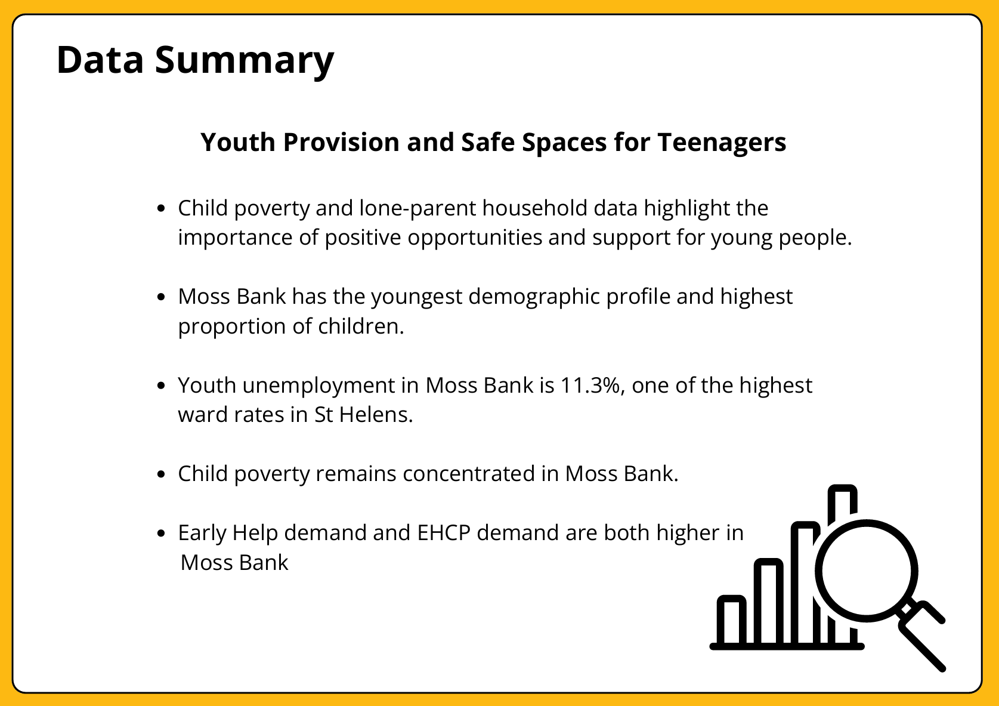 Data Summary
Youth Provision and Safe Spaces for Teenagers
• Child poverty and lone-parent household data highlight the
importance of positive opportunities and support for young people.
• Moss Bank has the youngest demographic profile and highest
proportion of children.
• Youth unemployment in Moss Bank is 11.3%, one of the highest
ward rates in St Helens.
• Child poverty remains concentrated in Moss Bank.
• Early Help demand and EHCP demand are both higher in
Moss Bank